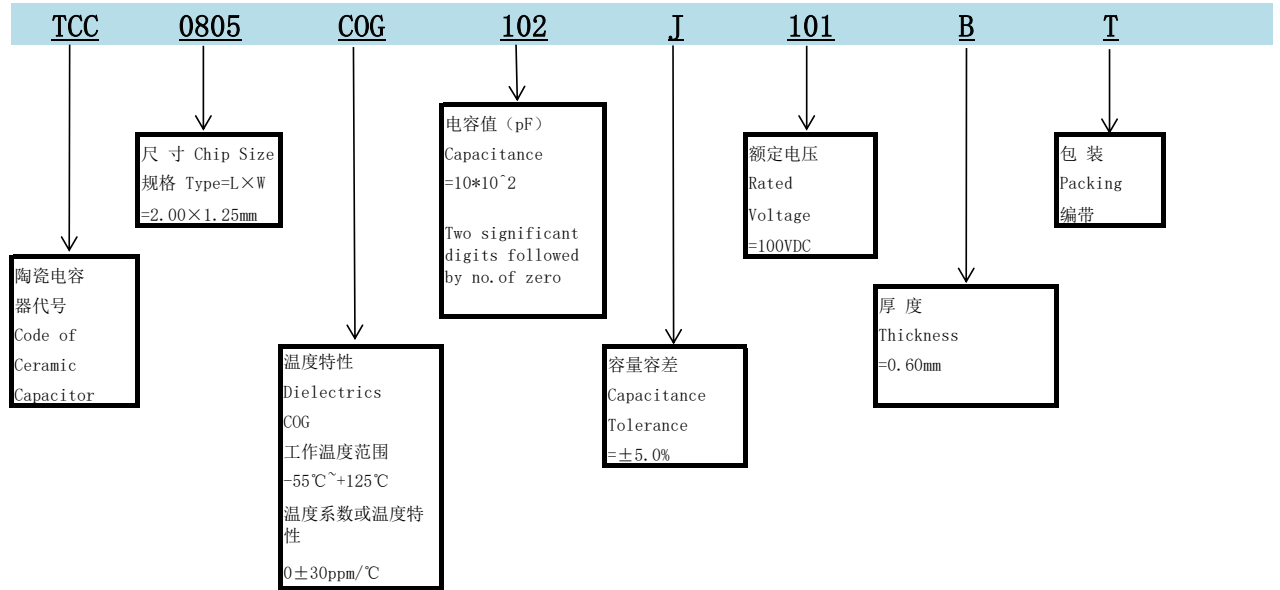 TCC 0805 COG 102 J 101 B T
陶瓷电容
器代号
Code of
Ceramic
Capacitor
尺 寸 Chip Size
规格 Type=L×W
=2.00×1.25mm
温度特性
Dielectrics
COG
工作温度范围
-55℃~+125℃
温度系数或温度特
性
0±30ppm/℃
电容值（pF）
Capacitance
=10*10^2
Two significant
digits followed
by no.of zero
容量容差
Capacitance
Tolerance
=±5.0%
额定电压
Rated
Voltage
=100VDC
厚 度
Thickness
=0.60mm
包 装
Packing
编带